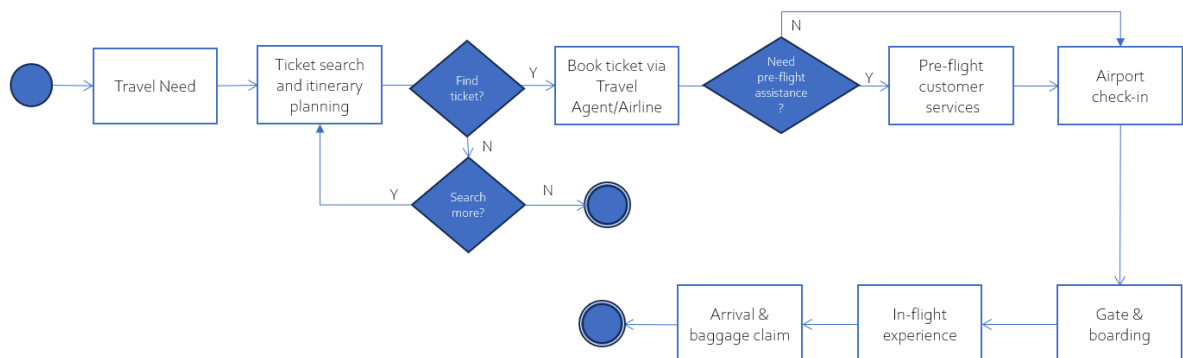 N
Travel Need
Ticket search
and itinerary
planning
Find
ticket?
Y
Book ticket via
Travel
Agent/Airline
Need
pre-flight
assistance
?
Y
Pre-flight
customer
services
Airport
check-in
N
Y
Search
more?
N
Arrival &
baggage claim
In-flight
experience
Gate &
boarding